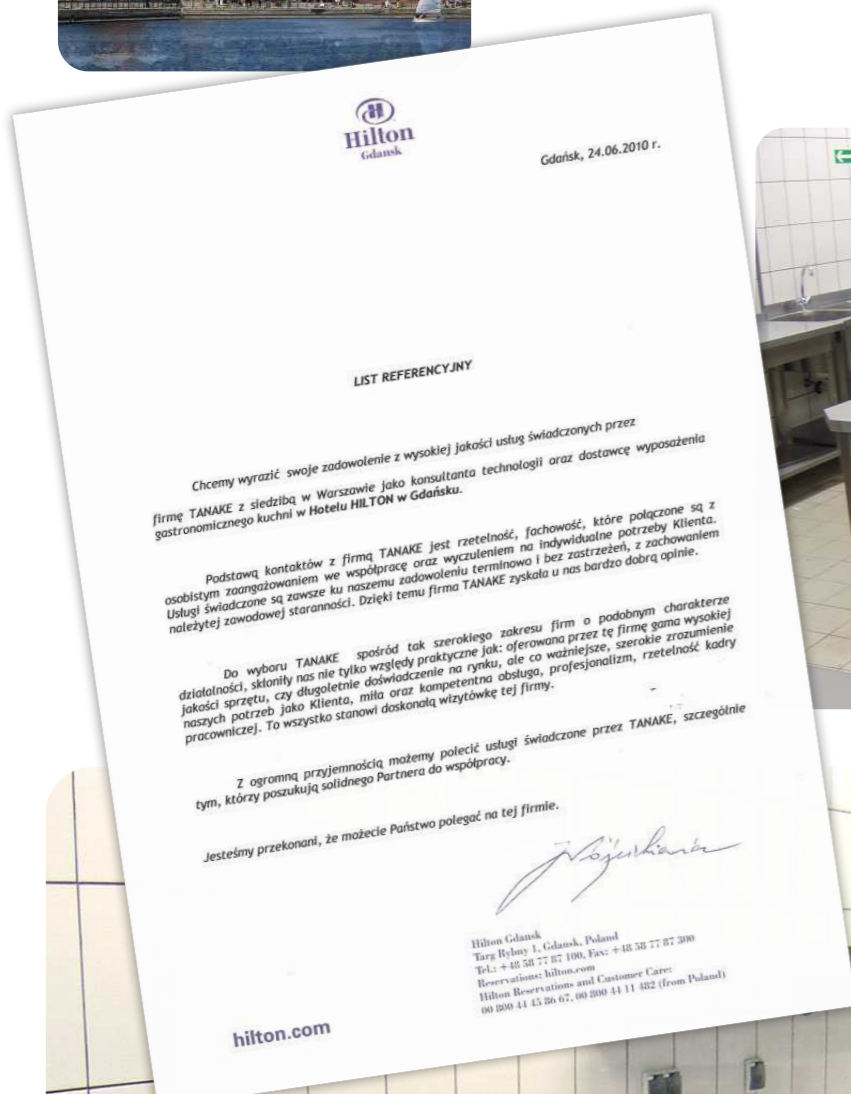 Hilton
Gdansk
Gdańsk, 24.06.2010 r.
LIST REFERENCYJNY
Chcemy wyrazić swoje zadowolenie z wysokiej jakości usług świadczonych przez
firmę TANAKE z siedzibą w Warszawie jako konsultanta technologii oraz dostawcę wyposażenia
gastronomicznego kuchni w Hotelu HILTON w Gdańsku.
Podstawą kontaktów z firmą TANAKE jest rzetelność, fachowość, które połączone są z
osobistym zaangażowaniem we współpracę oraz wyczuleniem na indywidualne potrzeby Klienta.
Usługi świadczone są zawsze ku naszemu zadowoleniu terminowo i bez zastrzeżeń, z zachowaniem
należytej zawodowej staranności. Dzięki temu firma TANAKE zyskała u nas bardzo dobrą opinie.
Do wyboru TANAKE spośród tak szerokiego zakresu firm o podobnym charakterze
działalności, skłoniły nas nie tylko względy praktyczne jak: oferowana przez tę firmę gama wysokiej
jakości sprzętu, czy długoletnie doświadczenie na rynku, ale co ważniejsze, szerokie zrozumienie
naszych potrzeb jako Klienta, miła oraz kompetentna obsługa, profesjonalizm, rzetelność kadry
pracowniczej. To wszystko stanowi doskonałą wizytówkę tej firmy.
Z ogromną przyjemnością możemy polecić usługi świadczone przez TANAKE, szczególnie
tym, którzy poszukują solidnego Partnera do współpracy.
Jesteśmy przekonani, że możecie Państwo polegać na tej firmie.
Hilton Gdansk
Targ Rybny 1, Gdansk, Poland
Tel.: +48 58 77 87 100, Fax: +48 58 77 87 300
Reservations: hilton.com
Hilton Reservations and Customer Care:
00 800 44 45 86 67, 00 800 44 11 482 (from Poland)
hilton.com